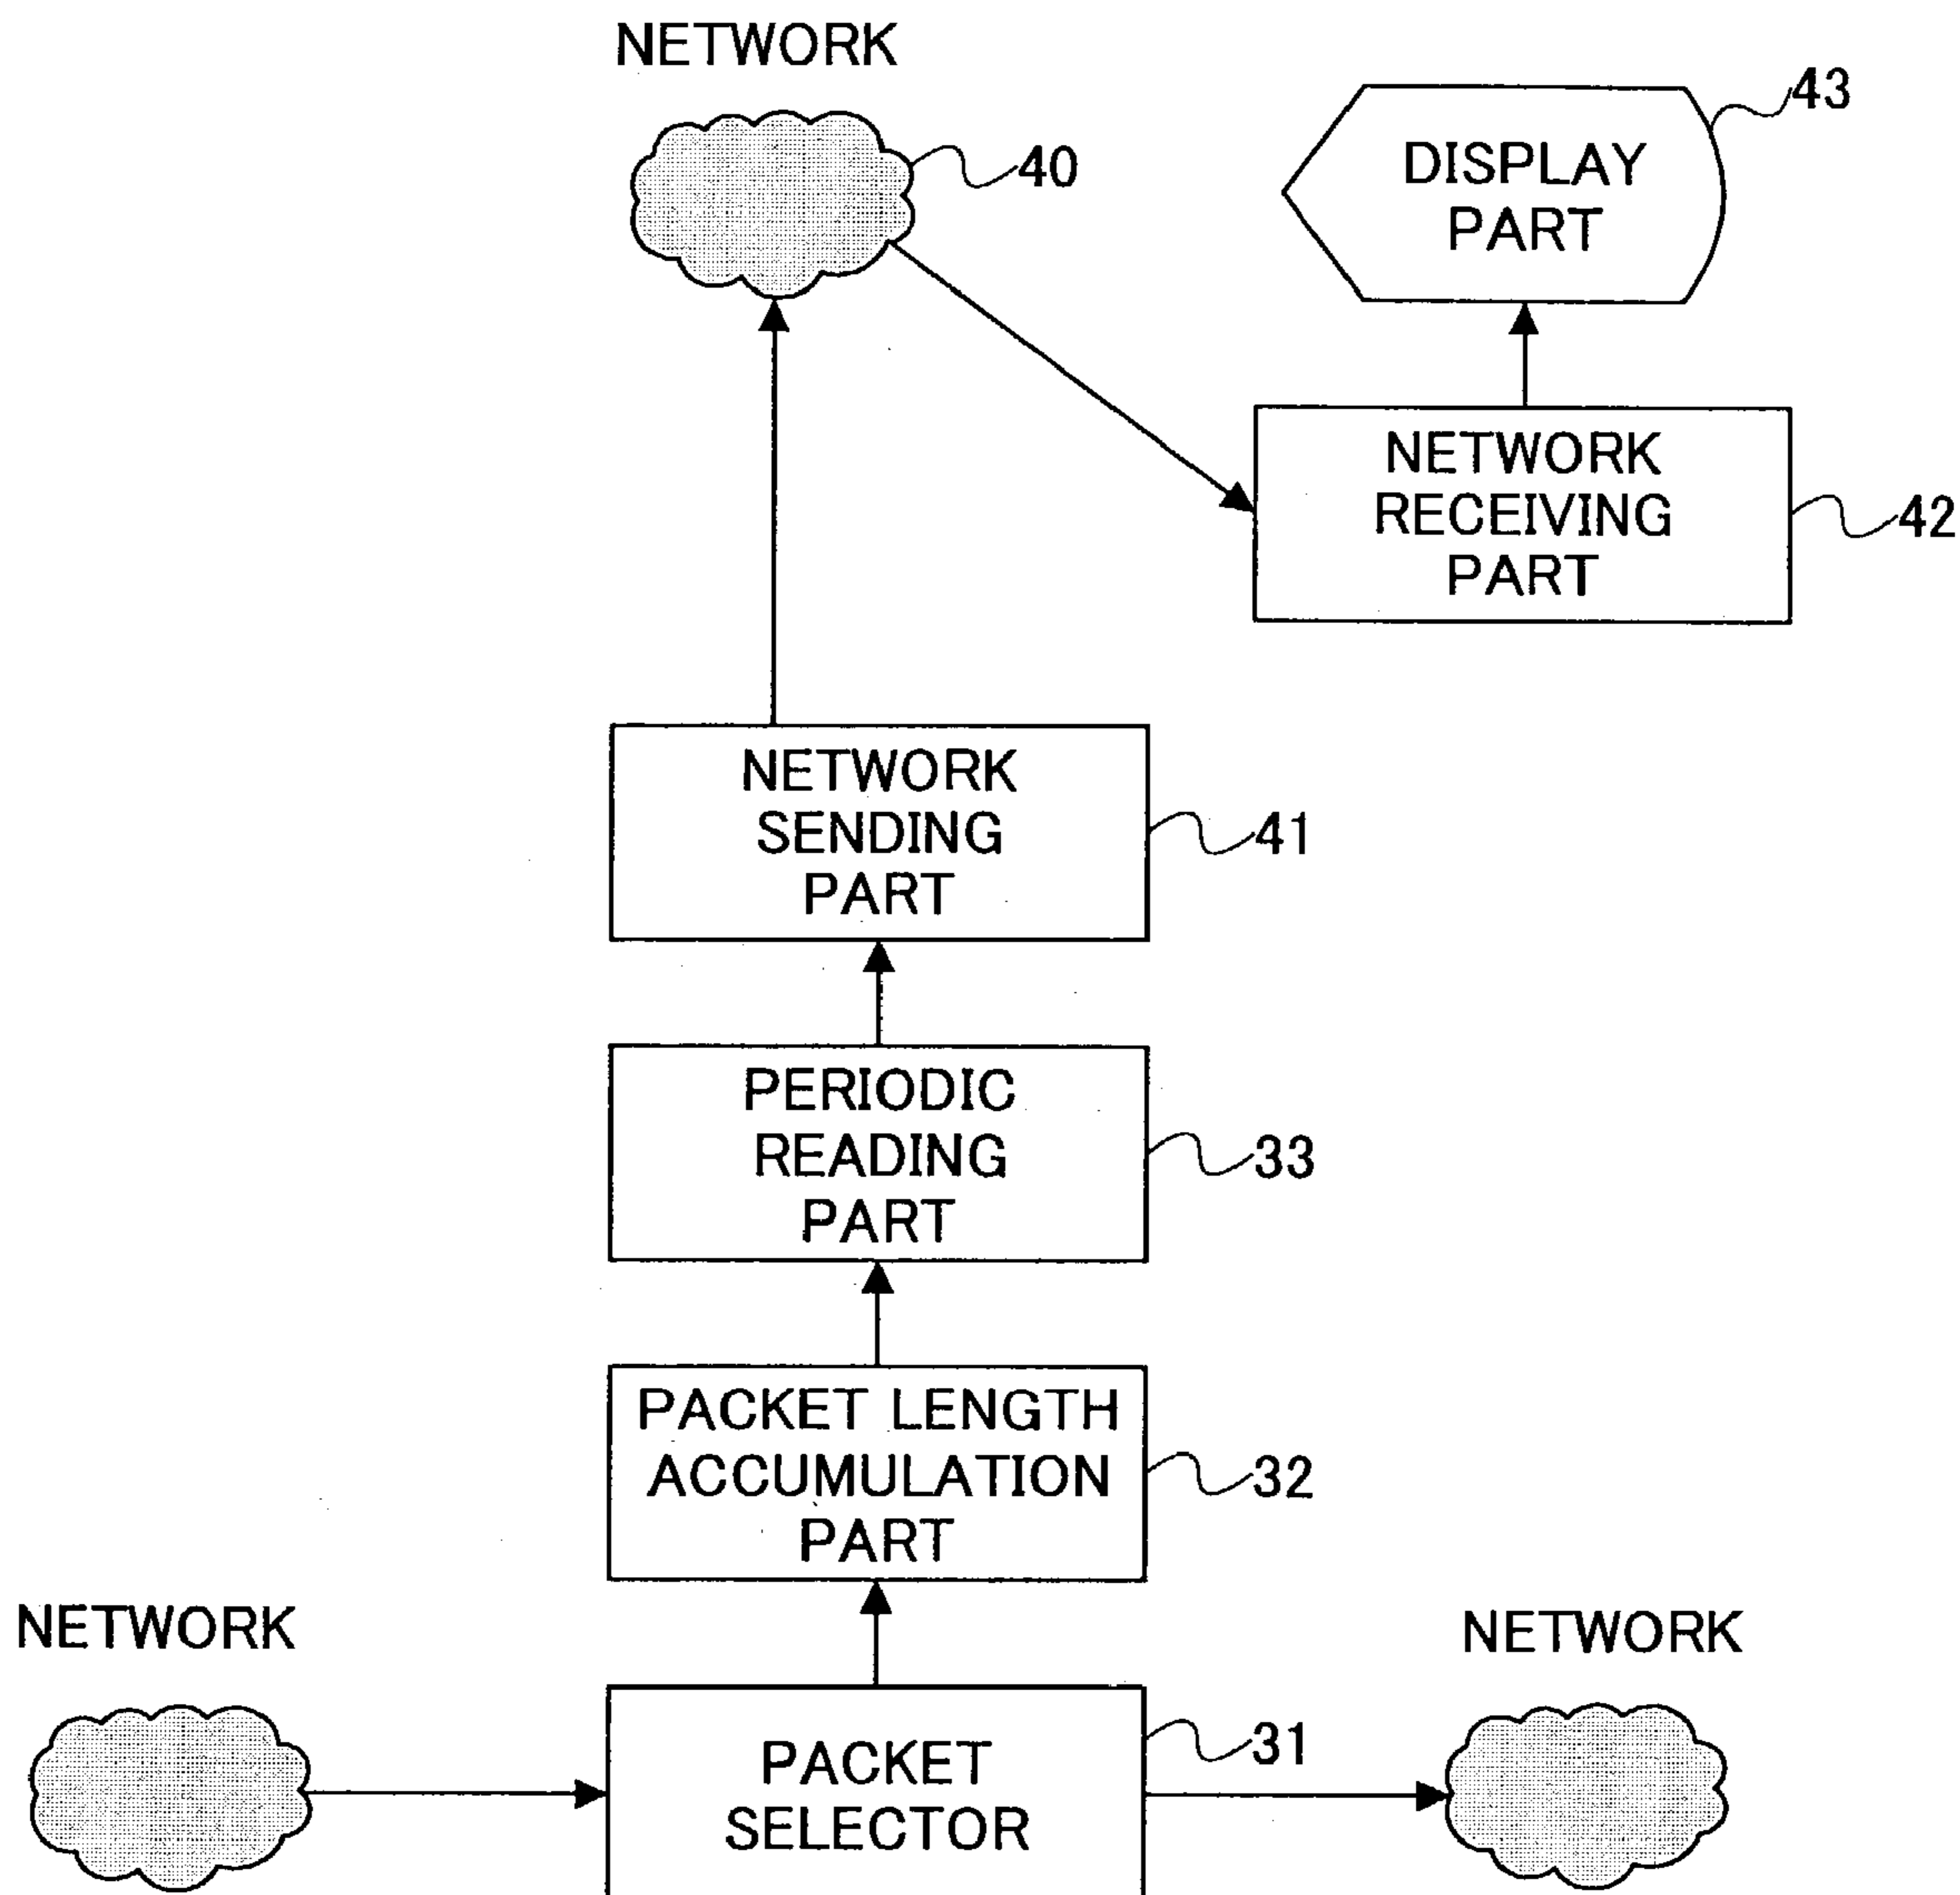 NETWORK
40
DISPLAY
PART
43
NETWORK
RECEIVING
PART
42
NETWORK
SENDING
PART
41
PERIODIC
READING
PART
33
PACKET LENGTH
ACCUMULATION
PART
32
NETWORK
PACKET
SELECTOR
31
NETWORK